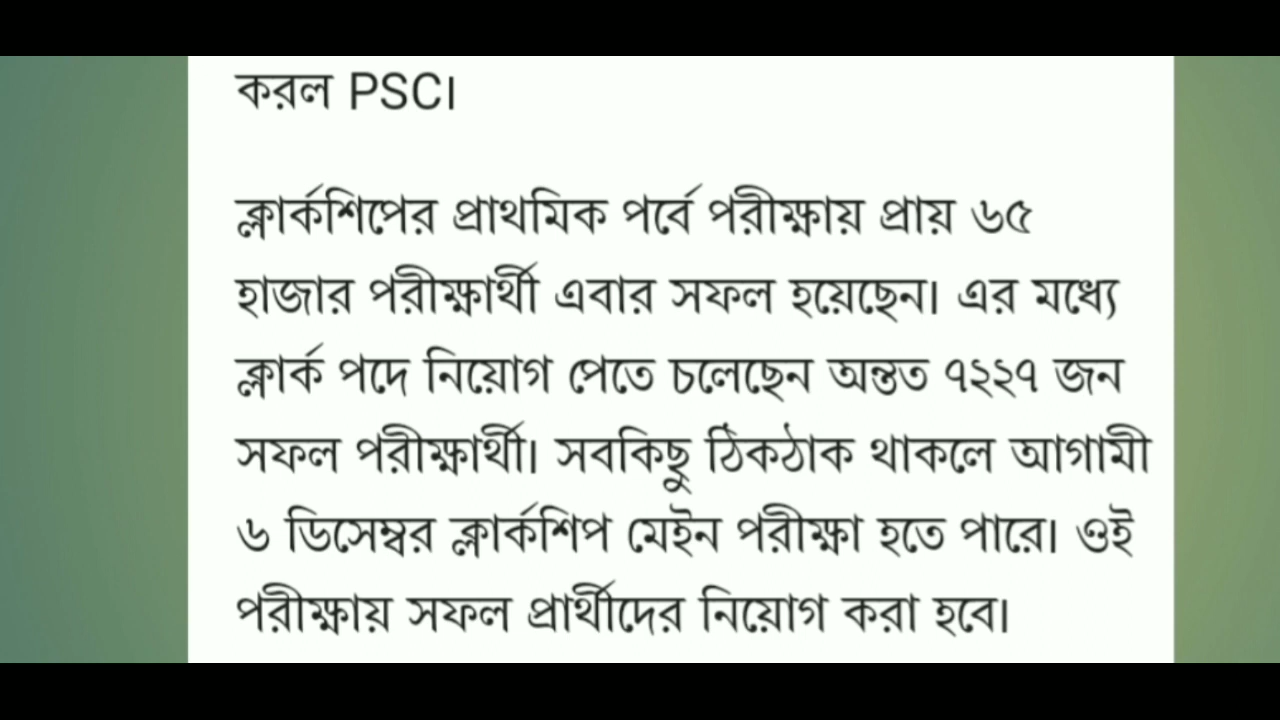 করল PSC।
ক্লার্কশিপের প্রাথমিক পর্বে পরীক্ষায় প্রায় ৬৫
হাজার পরীক্ষার্থী এবার সফল হয়েছেন। এর মধ্যে
ক্লার্ক পদে নিয়োগ পেতে চলেছেন অন্তত ৭২২৭ জন
সফল পরীক্ষার্থী। সবকিছু ঠিকঠাক থাকলে আগামী
৬ ডিসেম্বর ক্লার্কশিপ মেইন পরীক্ষা হতে পারে। ওই
পরীক্ষায় সফল প্রার্থীদের নিয়োগ করা হবে।